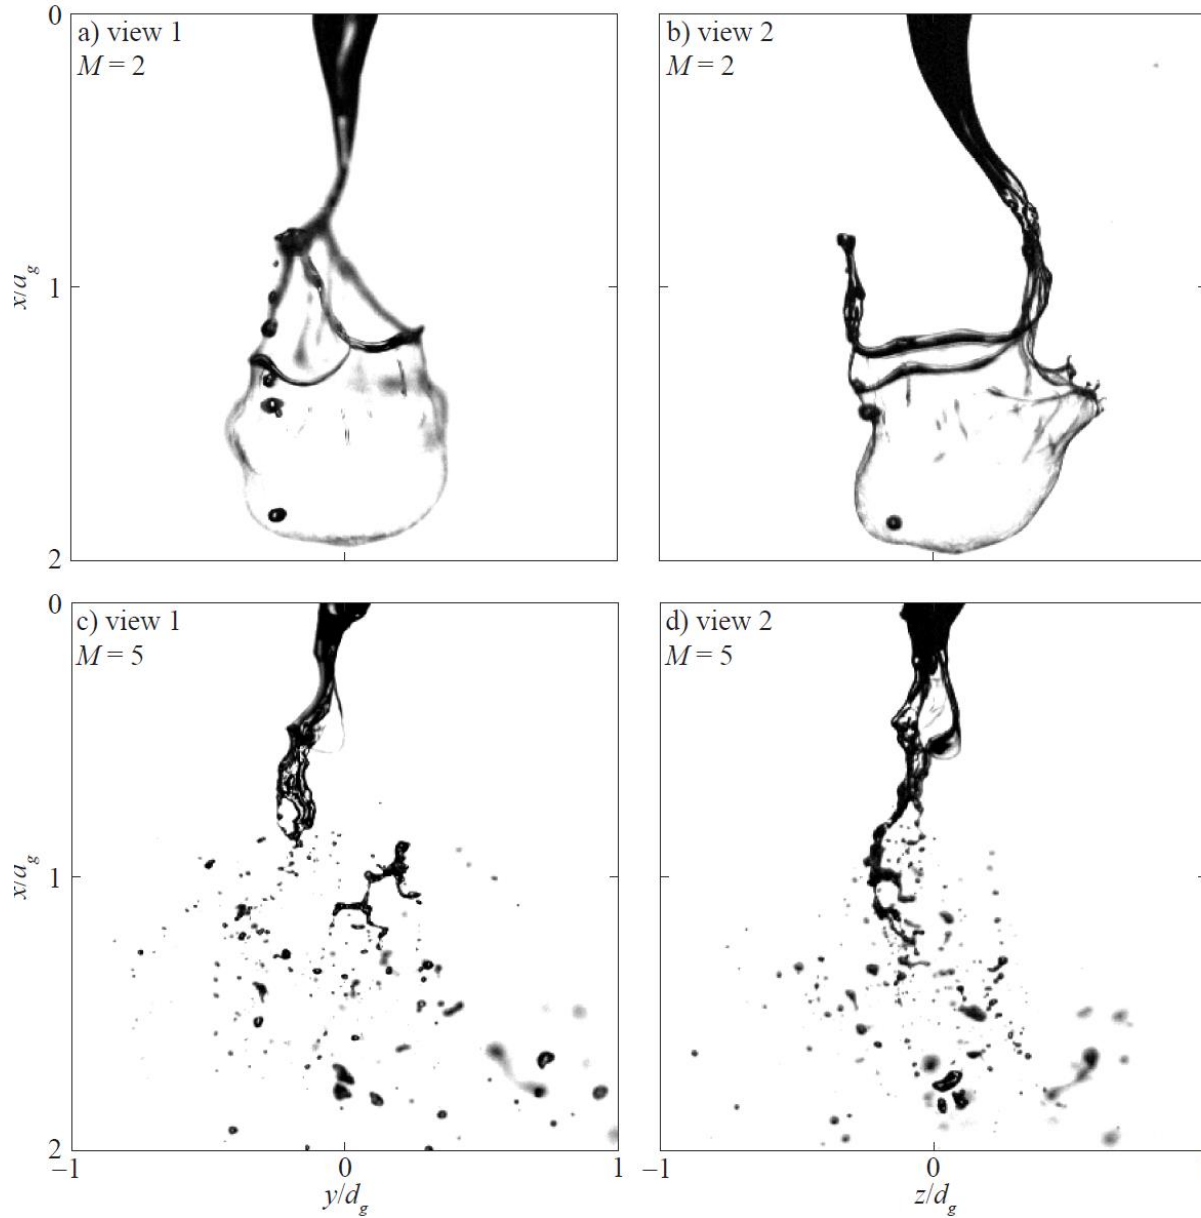 0
a) view 1
M = 2
b) view 2
M = 2
x/d_g
1
2
0
c) view 1
M = 5
d) view 2
M = 5
x/d_g
1
2
−1
0
1
−1
0
y/d_g
z/d_g